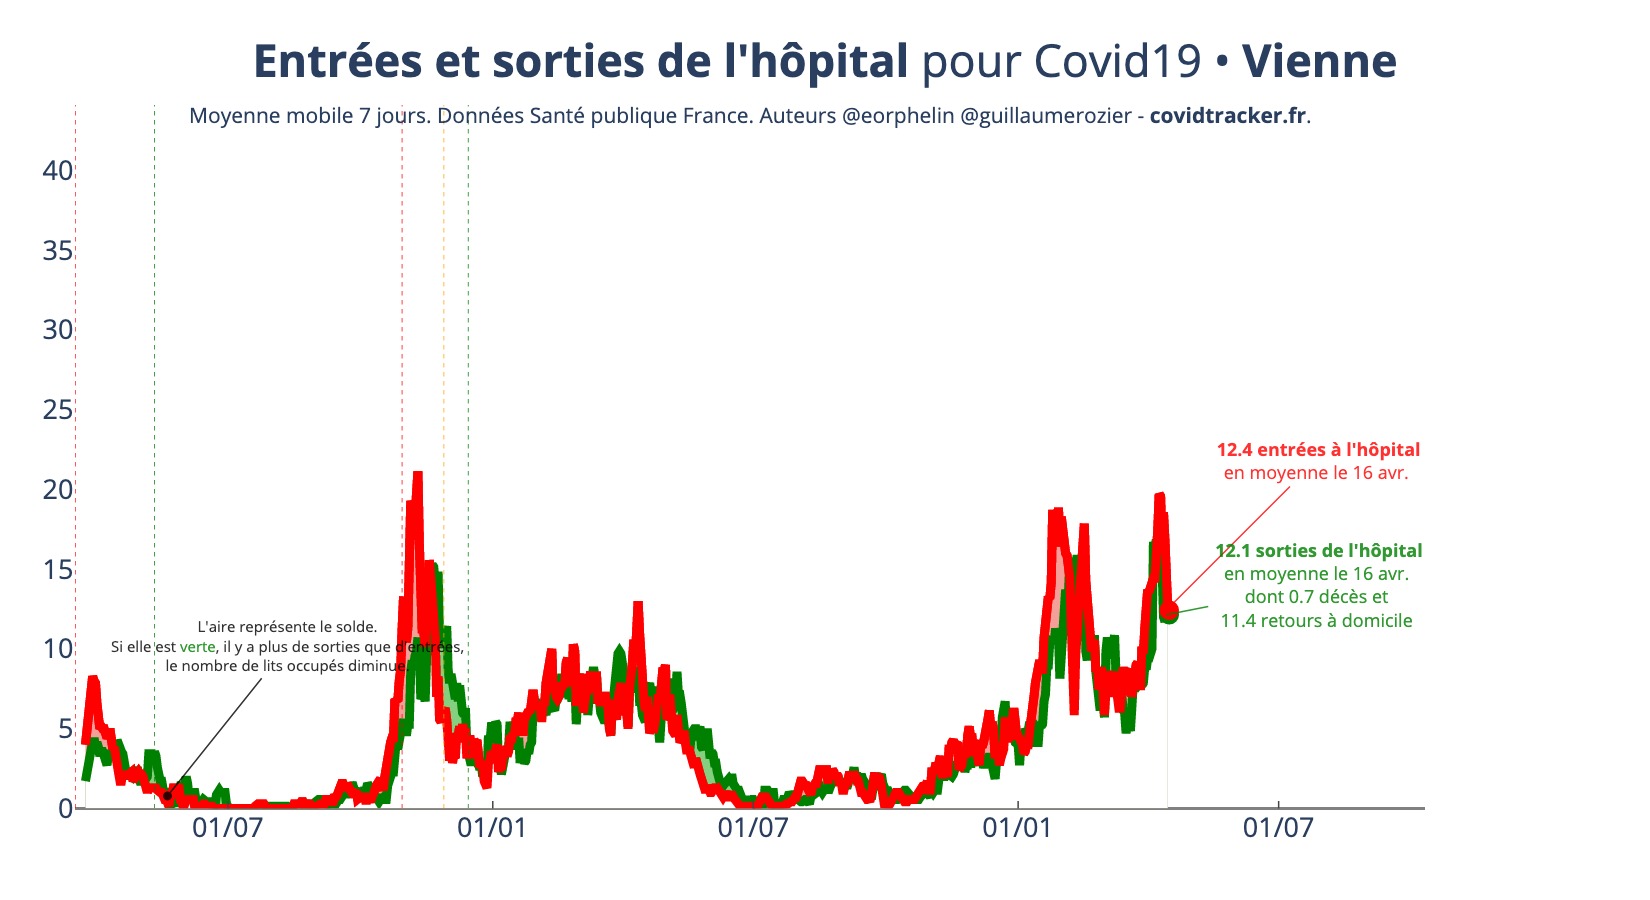 Entrées et sorties de l'hôpital pour Covid19 • Vienne
Moyenne mobile 7 jours. Données Santé publique France. Auteurs @eorphelin @guillaumerozier - covidtracker.fr.
40
35
30
25
20
15
10
5
0
12.4 entrées à l'hôpital
en moyenne le 16 avr.
12.1 sorties de l'hôpital
en moyenne le 16 avr.
dont 0.7 décès et
11.4 retours à domicile
L'aire représente le solde.
Si elle est verte, il y a plus de sorties que d'entrées,
le nombre de lits occupés diminue.
01/07
01/01
01/07
01/01
01/07